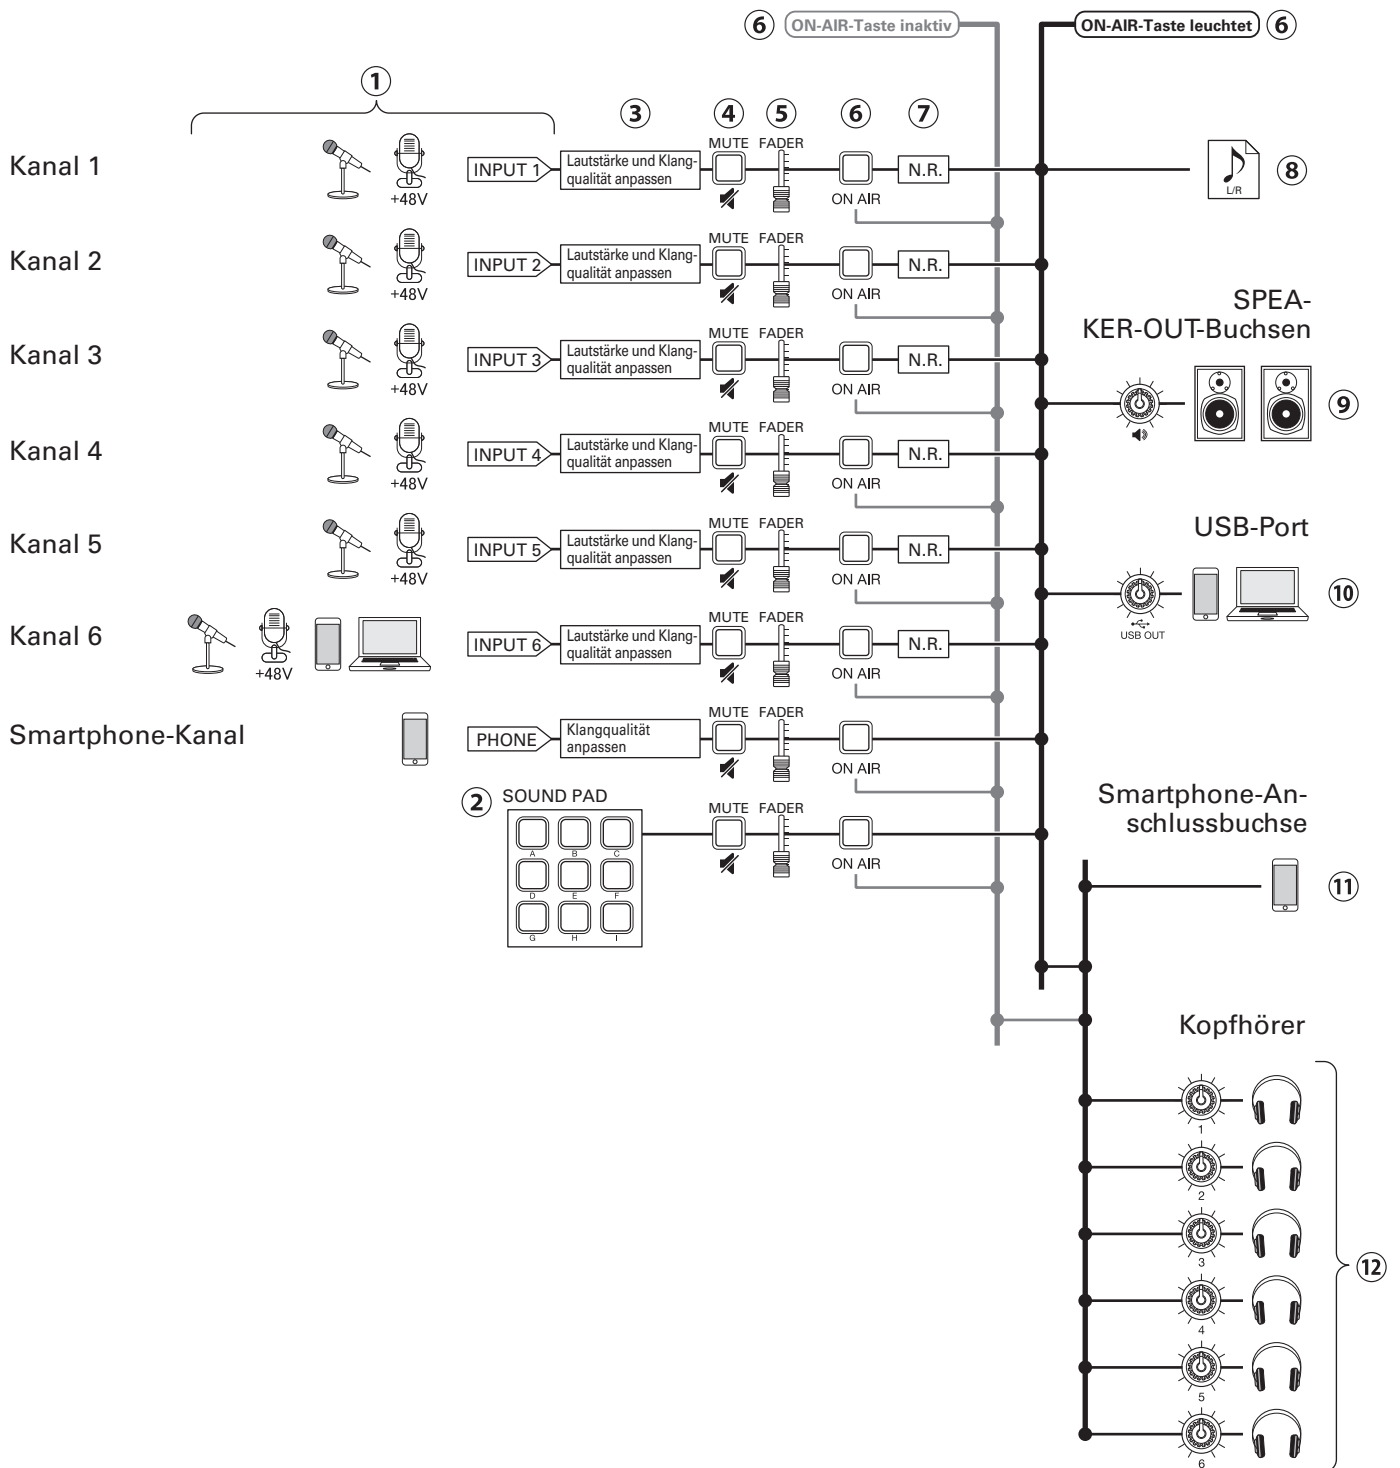 ⑥ ON-AIR-Taste inaktiv
ON-AIR-Taste leuchtet ⑥
①
③ ④ ⑤ ⑥ ⑦
MUTE FADER
Kanal 1
+48V
INPUT 1
Lautstärke und Klang-
qualität anpassen
ON AIR
N.R.
L/R
⑧
MUTE FADER
Kanal 2
+48V
INPUT 2
Lautstärke und Klang-
qualität anpassen
ON AIR
N.R.
SPEA-
KER-OUT-Buchsen
⑨
MUTE FADER
Kanal 3
+48V
INPUT 3
Lautstärke und Klang-
qualität anpassen
ON AIR
N.R.
MUTE FADER
Kanal 4
+48V
INPUT 4
Lautstärke und Klang-
qualität anpassen
ON AIR
N.R.
USB-Port
USB OUT
⑩
MUTE FADER
Kanal 5
+48V
INPUT 5
Lautstärke und Klang-
qualität anpassen
ON AIR
N.R.
MUTE FADER
Kanal 6
+48V
INPUT 6
Lautstärke und Klang-
qualität anpassen
ON AIR
N.R.
MUTE FADER
Smartphone-Kanal
PHONE
Klangqualität
anpassen
ON AIR
② SOUND PAD
A B C
D E F
G H I
MUTE FADER
ON AIR
Smartphone-An-
schlussbuchse
⑪
Kopfhörer
1
2
3
4
5
6
⑫